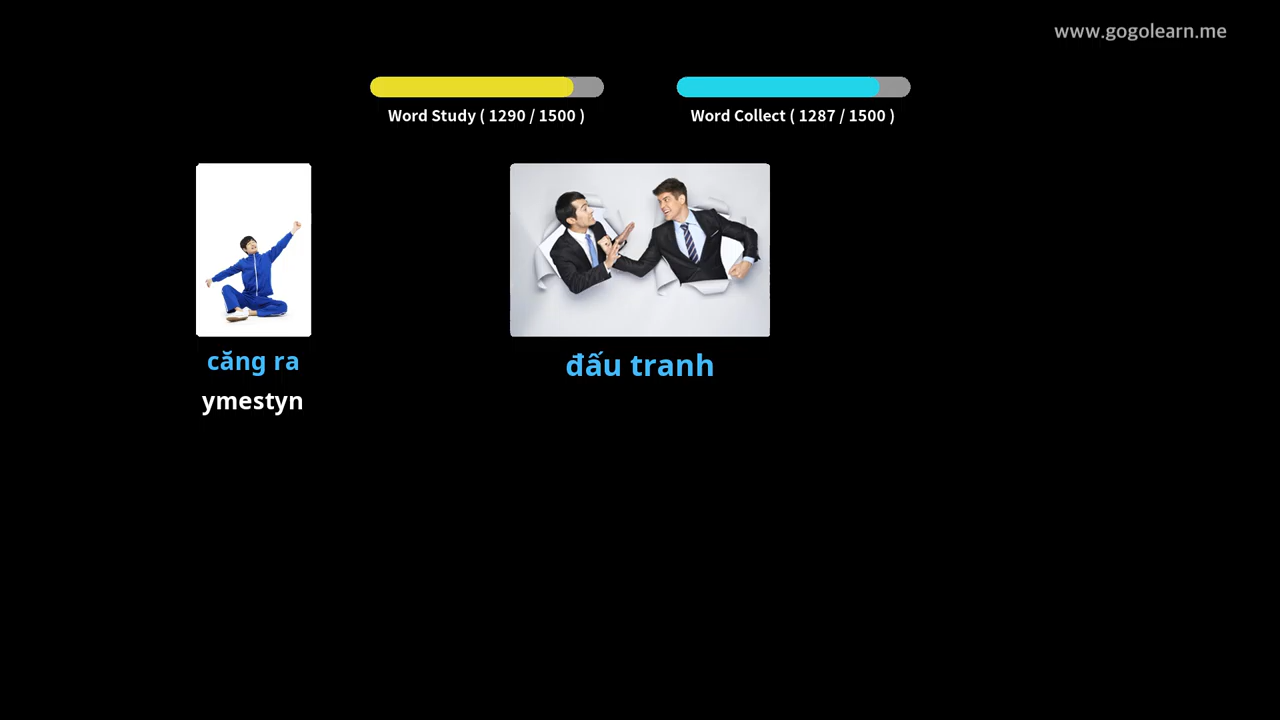 www.gogolearn.me
Word Study ( 1290 / 1500 )
Word Collect ( 1287 / 1500 )
căng ra
ymestyn
đấu tranh